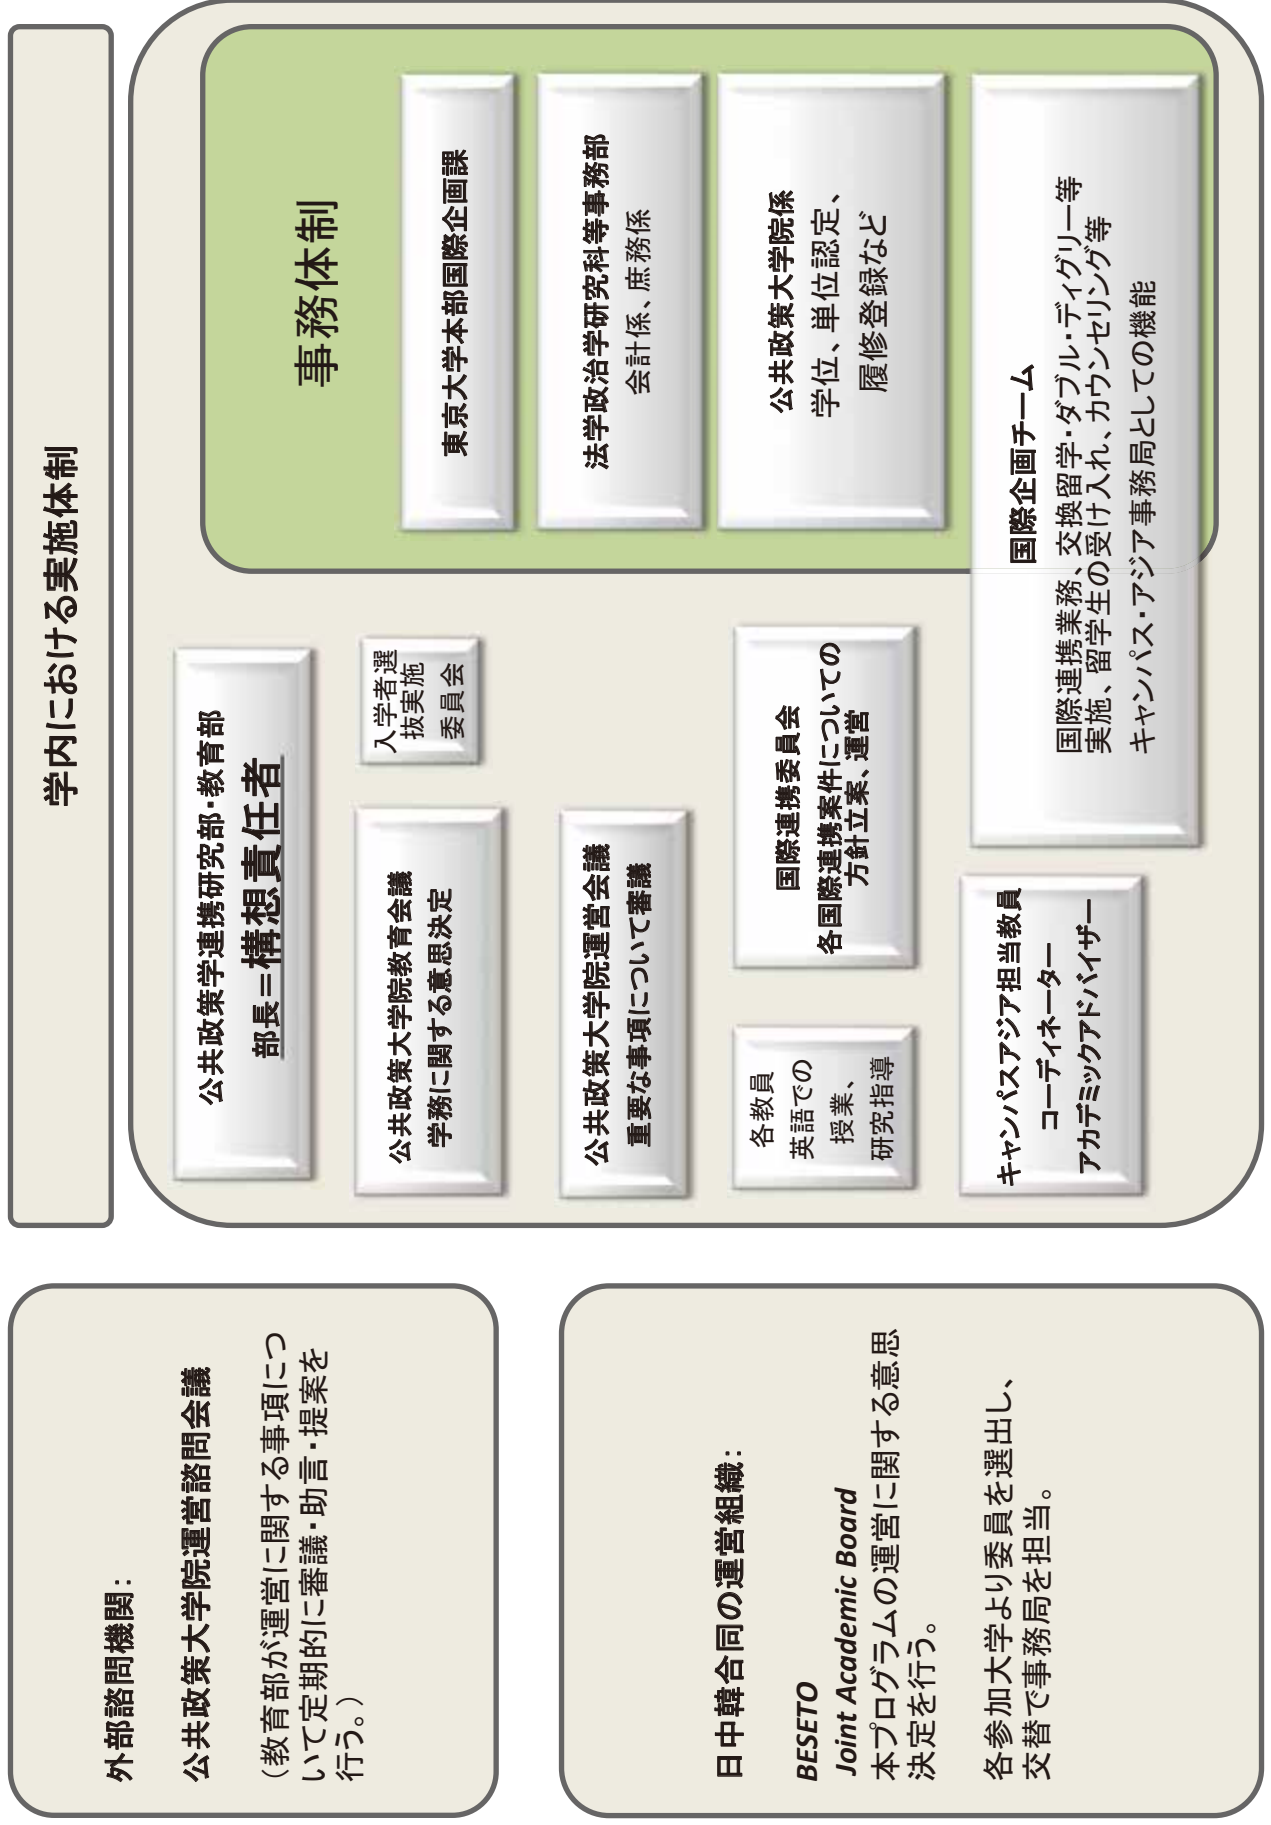 学内における実施体制
外部諮問機関：
公共政策大学院運営諮問会議
（教育部が運営に関する事項につ
いて定期的に審議・助言・提案を
行う。）
日中韓合同の運営組織：
BESETO
Joint Academic Board
本プログラムの運営に関する意思
決定を行う。
各参加大学より委員を選出し、
交替で事務局を担当。
公共政策学連携研究部・教育部
部長＝構想責任者
公共政策大学院教育会議
学務に関する意思決定
入学者選
抜実施
委員会
公共政策大学院運営会議
重要な事項について審議
各教員
英語での
授業、
研究指導
国際連携委員会
各国際連携案件についての
方針立案、運営
キャンパスアジア担当教員
コーディネーター
アカデミックアドバイザー
事務体制
東京大学本部国際企画課
法学政治学研究科等事務部
会計係、庶務係
公共政策大学院係
学位、単位認定、
履修登録など
国際企画チーム
国際連携業務、交換留学・ダブル・ディグリー等
実施、留学生の受け入れ、カウンセリング等
キャンパス・アジア事務局としての機能